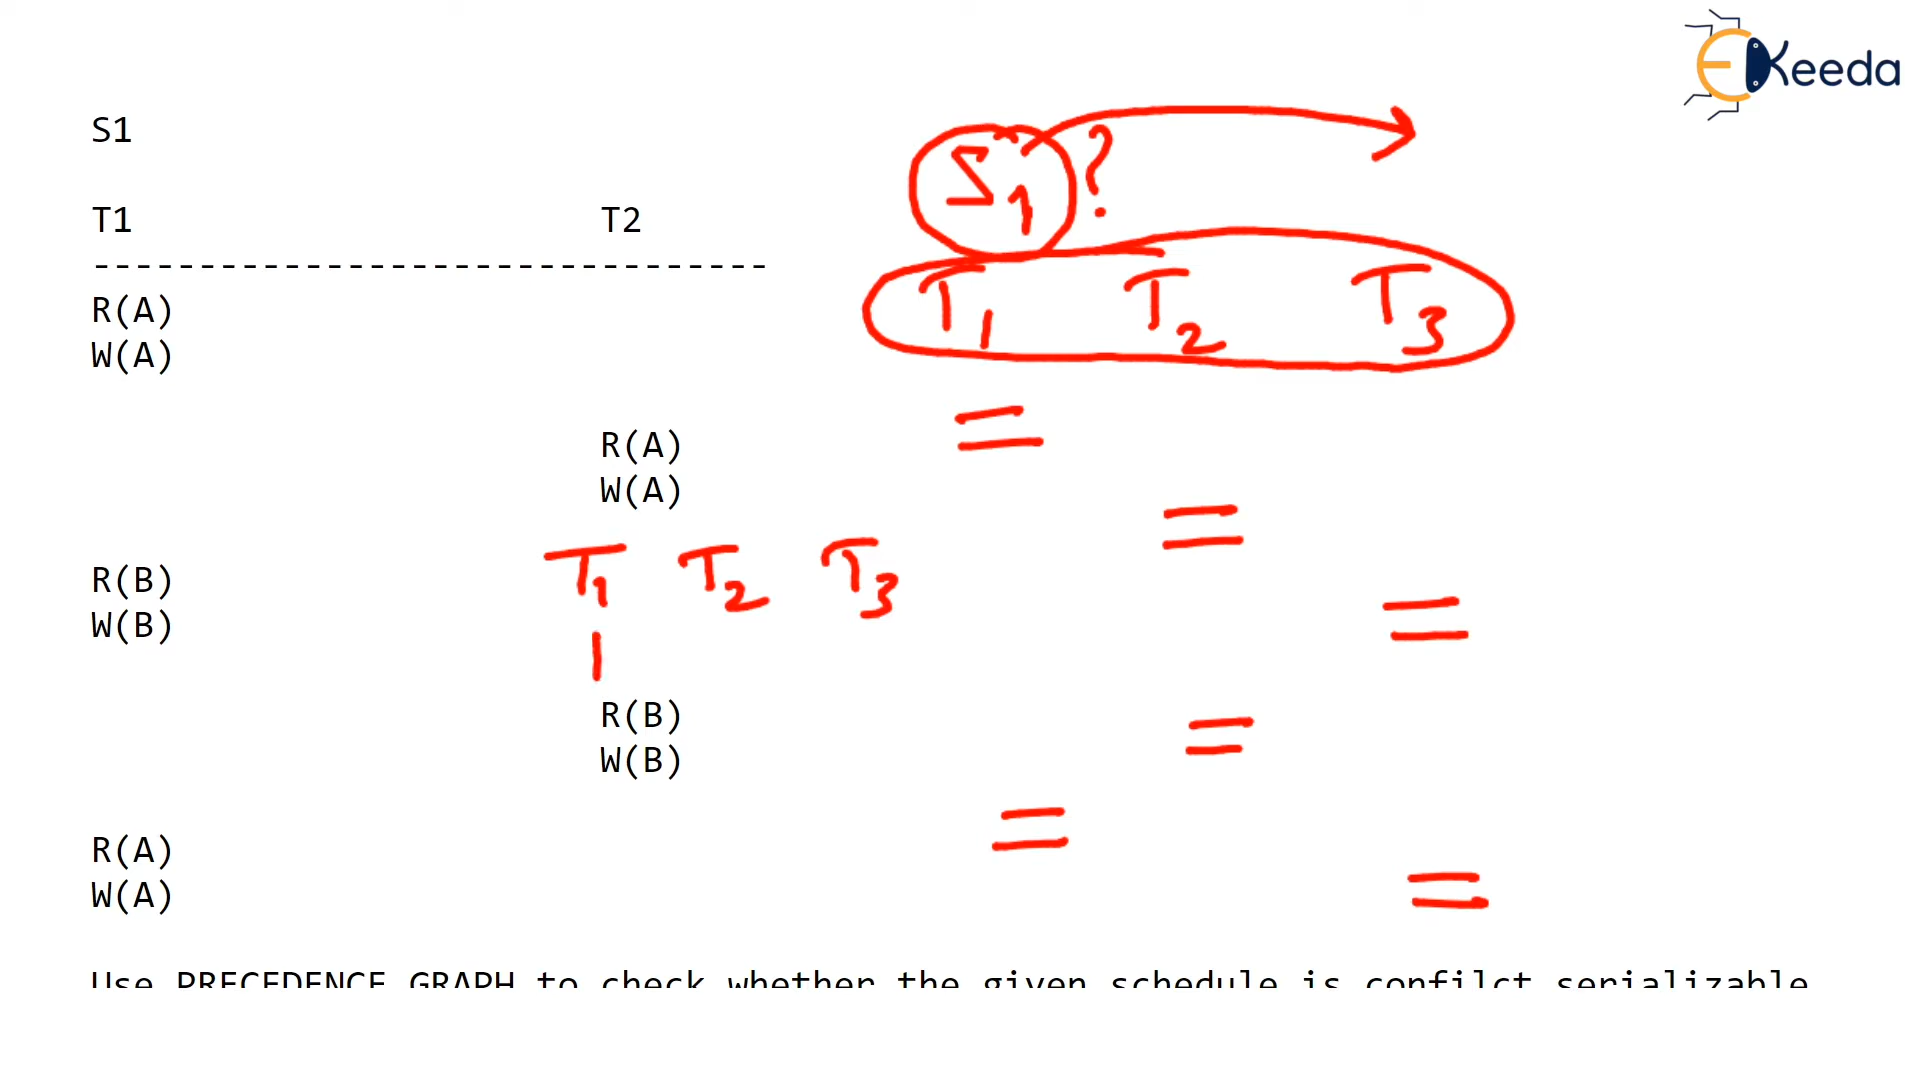 Keeda
S1
S1 ?
T1 T2
---------------------------------
T1 T2 T3
R(A)
W(A)
R(A)
W(A)
T1 T2 T3
R(B)
W(B)
R(B)
W(B)
R(A)
W(A)
Use PRECEDENCE GRAPH to check whether the given schedule is confilct serializable